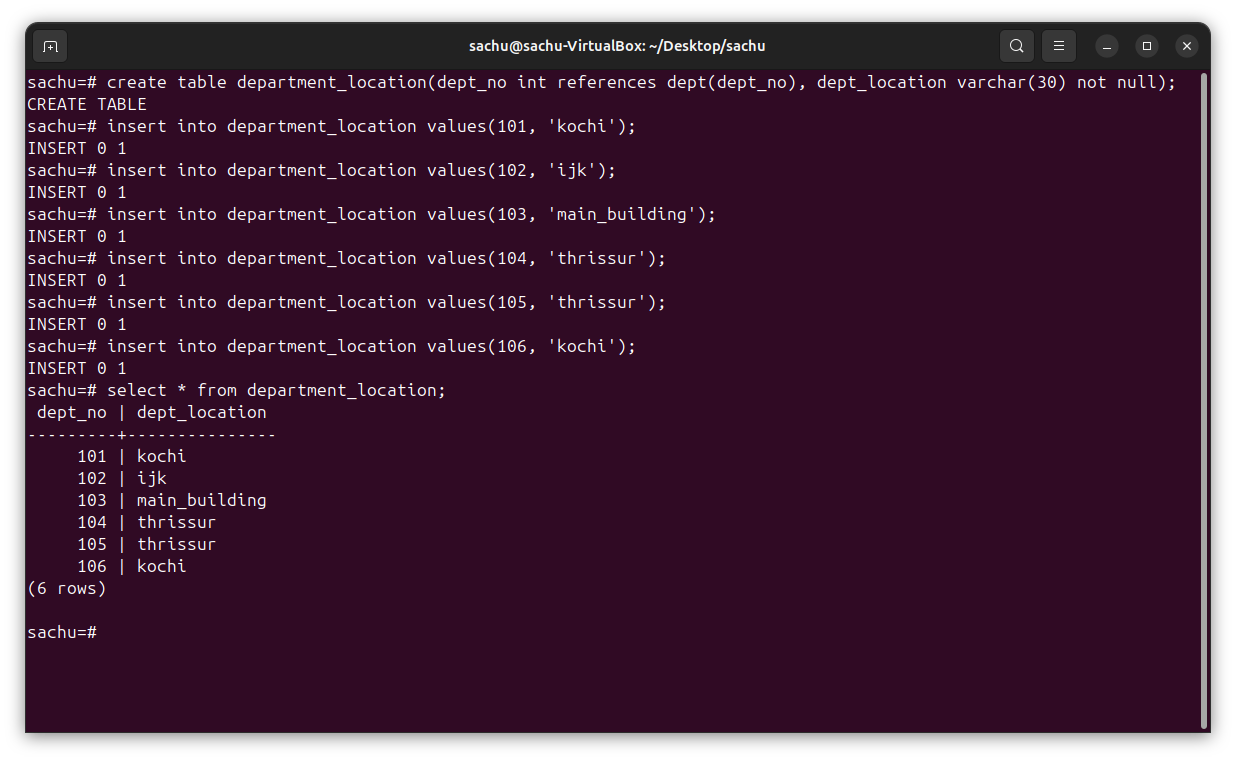 sachu@sachu-VirtualBox: ~/Desktop/sachu
sachu=# create table department_location(dept_no int references dept(dept_no), dept_location varchar(30) not null);
CREATE TABLE
sachu=# insert into department_location values(101, 'kochi');
INSERT 0 1
sachu=# insert into department_location values(102, 'ijk');
INSERT 0 1
sachu=# insert into department_location values(103, 'main_building');
INSERT 0 1
sachu=# insert into department_location values(104, 'thrissur');
INSERT 0 1
sachu=# insert into department_location values(105, 'thrissur');
INSERT 0 1
sachu=# insert into department_location values(106, 'kochi');
INSERT 0 1
sachu=# select * from department_location;
 dept_no | dept_location
---------+---------------
     101 | kochi
     102 | ijk
     103 | main_building
     104 | thrissur
     105 | thrissur
     106 | kochi
(6 rows)

sachu=#